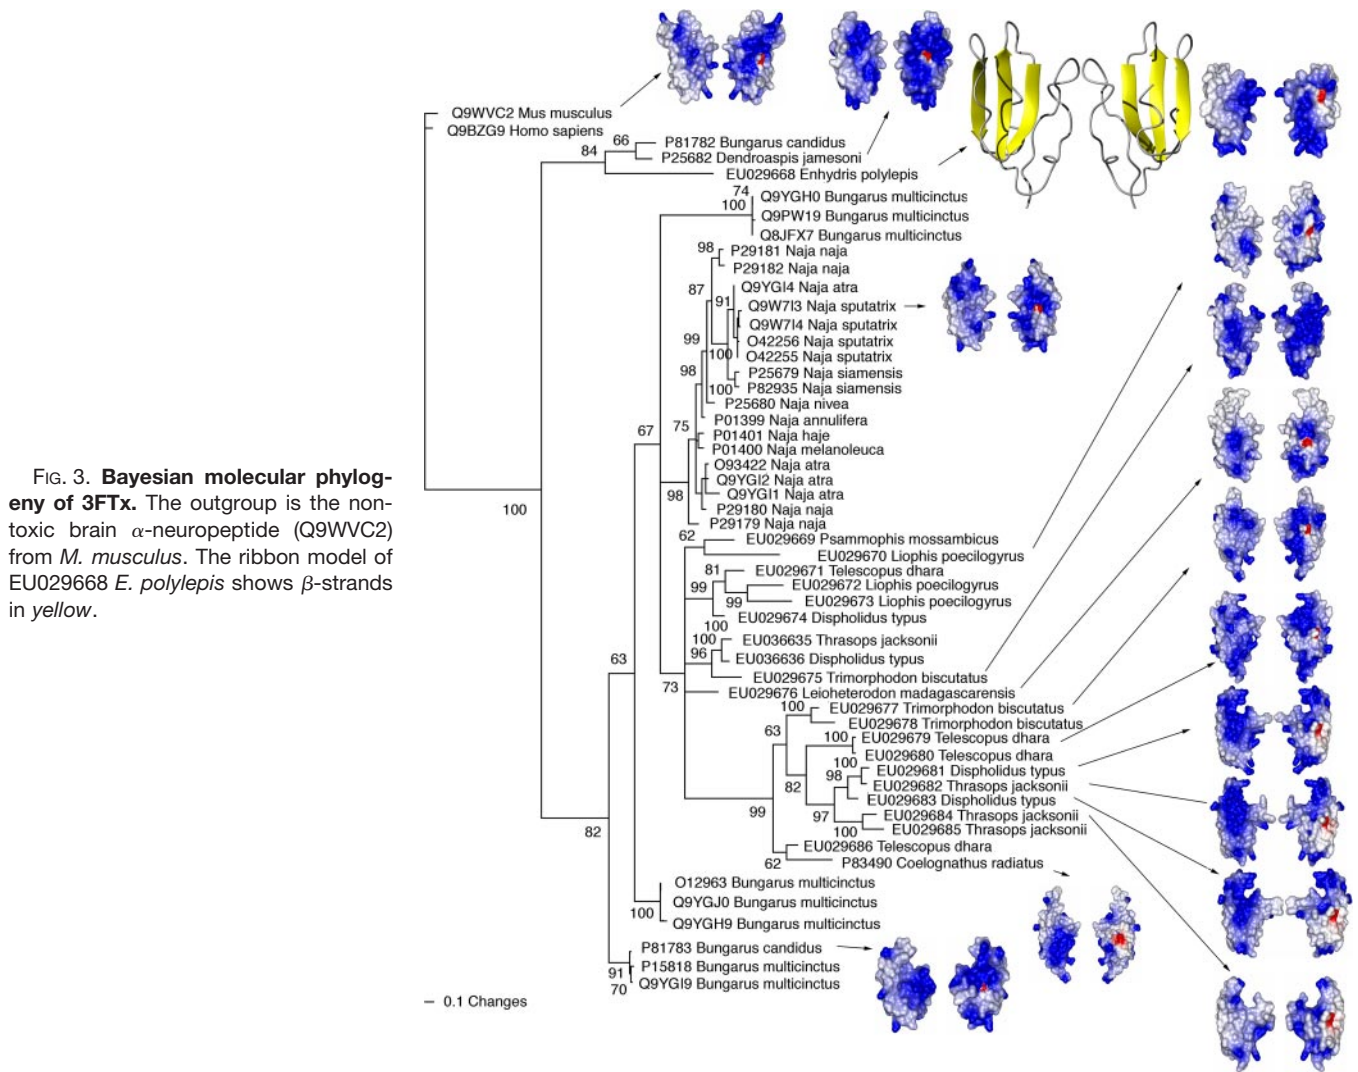 FIG. 3. Bayesian molecular phylog-
eny of 3FTx. The outgroup is the non-
toxic brain α-neuropeptide (Q9WVC2)
from M. musculus. The ribbon model of
EU029668 E. polylepis shows β-strands
in yellow.
Q9WVC2 Mus musculus
Q9BZG9 Homo sapiens
66
P81782 Bungarus candidus
84
P25682 Dendroaspis jamesoni
EU029668 Enhydris polylepis
74
100
Q9YGH0 Bungarus multicinctus
Q9PW19 Bungarus multicinctus
Q8JFX7 Bungarus multicinctus
98
P29181 Naja naja
P29182 Naja naja
87
Q9YGI4 Naja atra
91
Q9W7I3 Naja sputatrix
Q9W7I4 Naja sputatrix
99
O42256 Naja sputatrix
100
O42255 Naja sputatrix
98
P25679 Naja siamensis
100
P82935 Naja siamensis
P25680 Naja nivea
P01399 Naja annulifera
67
75
P01401 Naja haje
P01400 Naja melanoleuca
O93422 Naja atra
Q9YGI2 Naja atra
98
Q9YGI1 Naja atra
P29180 Naja naja
100
P29179 Naja naja
62
EU029669 Psammophis mossambicus
EU029670 Liophis poecilogyrus
81
EU029671 Telescopus dhara
99
EU029672 Liophis poecilogyrus
99
EU029673 Liophis poecilogyrus
100
EU029674 Dispholidus typus
100
EU036635 Thrasops jacksonii
96
EU036636 Dispholidus typus
63
EU029675 Trimorphodon biscutatus
73
EU029676 Leioheterodon madagascarensis
100
EU029677 Trimorphodon biscutatus
EU029678 Trimorphodon biscutatus
63
100
EU029679 Telescopus dhara
EU029680 Telescopus dhara
100
98
EU029681 Dispholidus typus
82
EU029682 Thrasops jacksonii
EU029683 Dispholidus typus
99
97
EU029684 Thrasops jacksonii
100
EU029685 Thrasops jacksonii
82
EU029686 Telescopus dhara
62
P83490 Coelognathus radiatus
O12963 Bungarus multicinctus
Q9YGJ0 Bungarus multicinctus
100
Q9YGH9 Bungarus multicinctus
P81783 Bungarus candidus
91
P15818 Bungarus multicinctus
70
Q9YGI9 Bungarus multicinctus
0.1 Changes